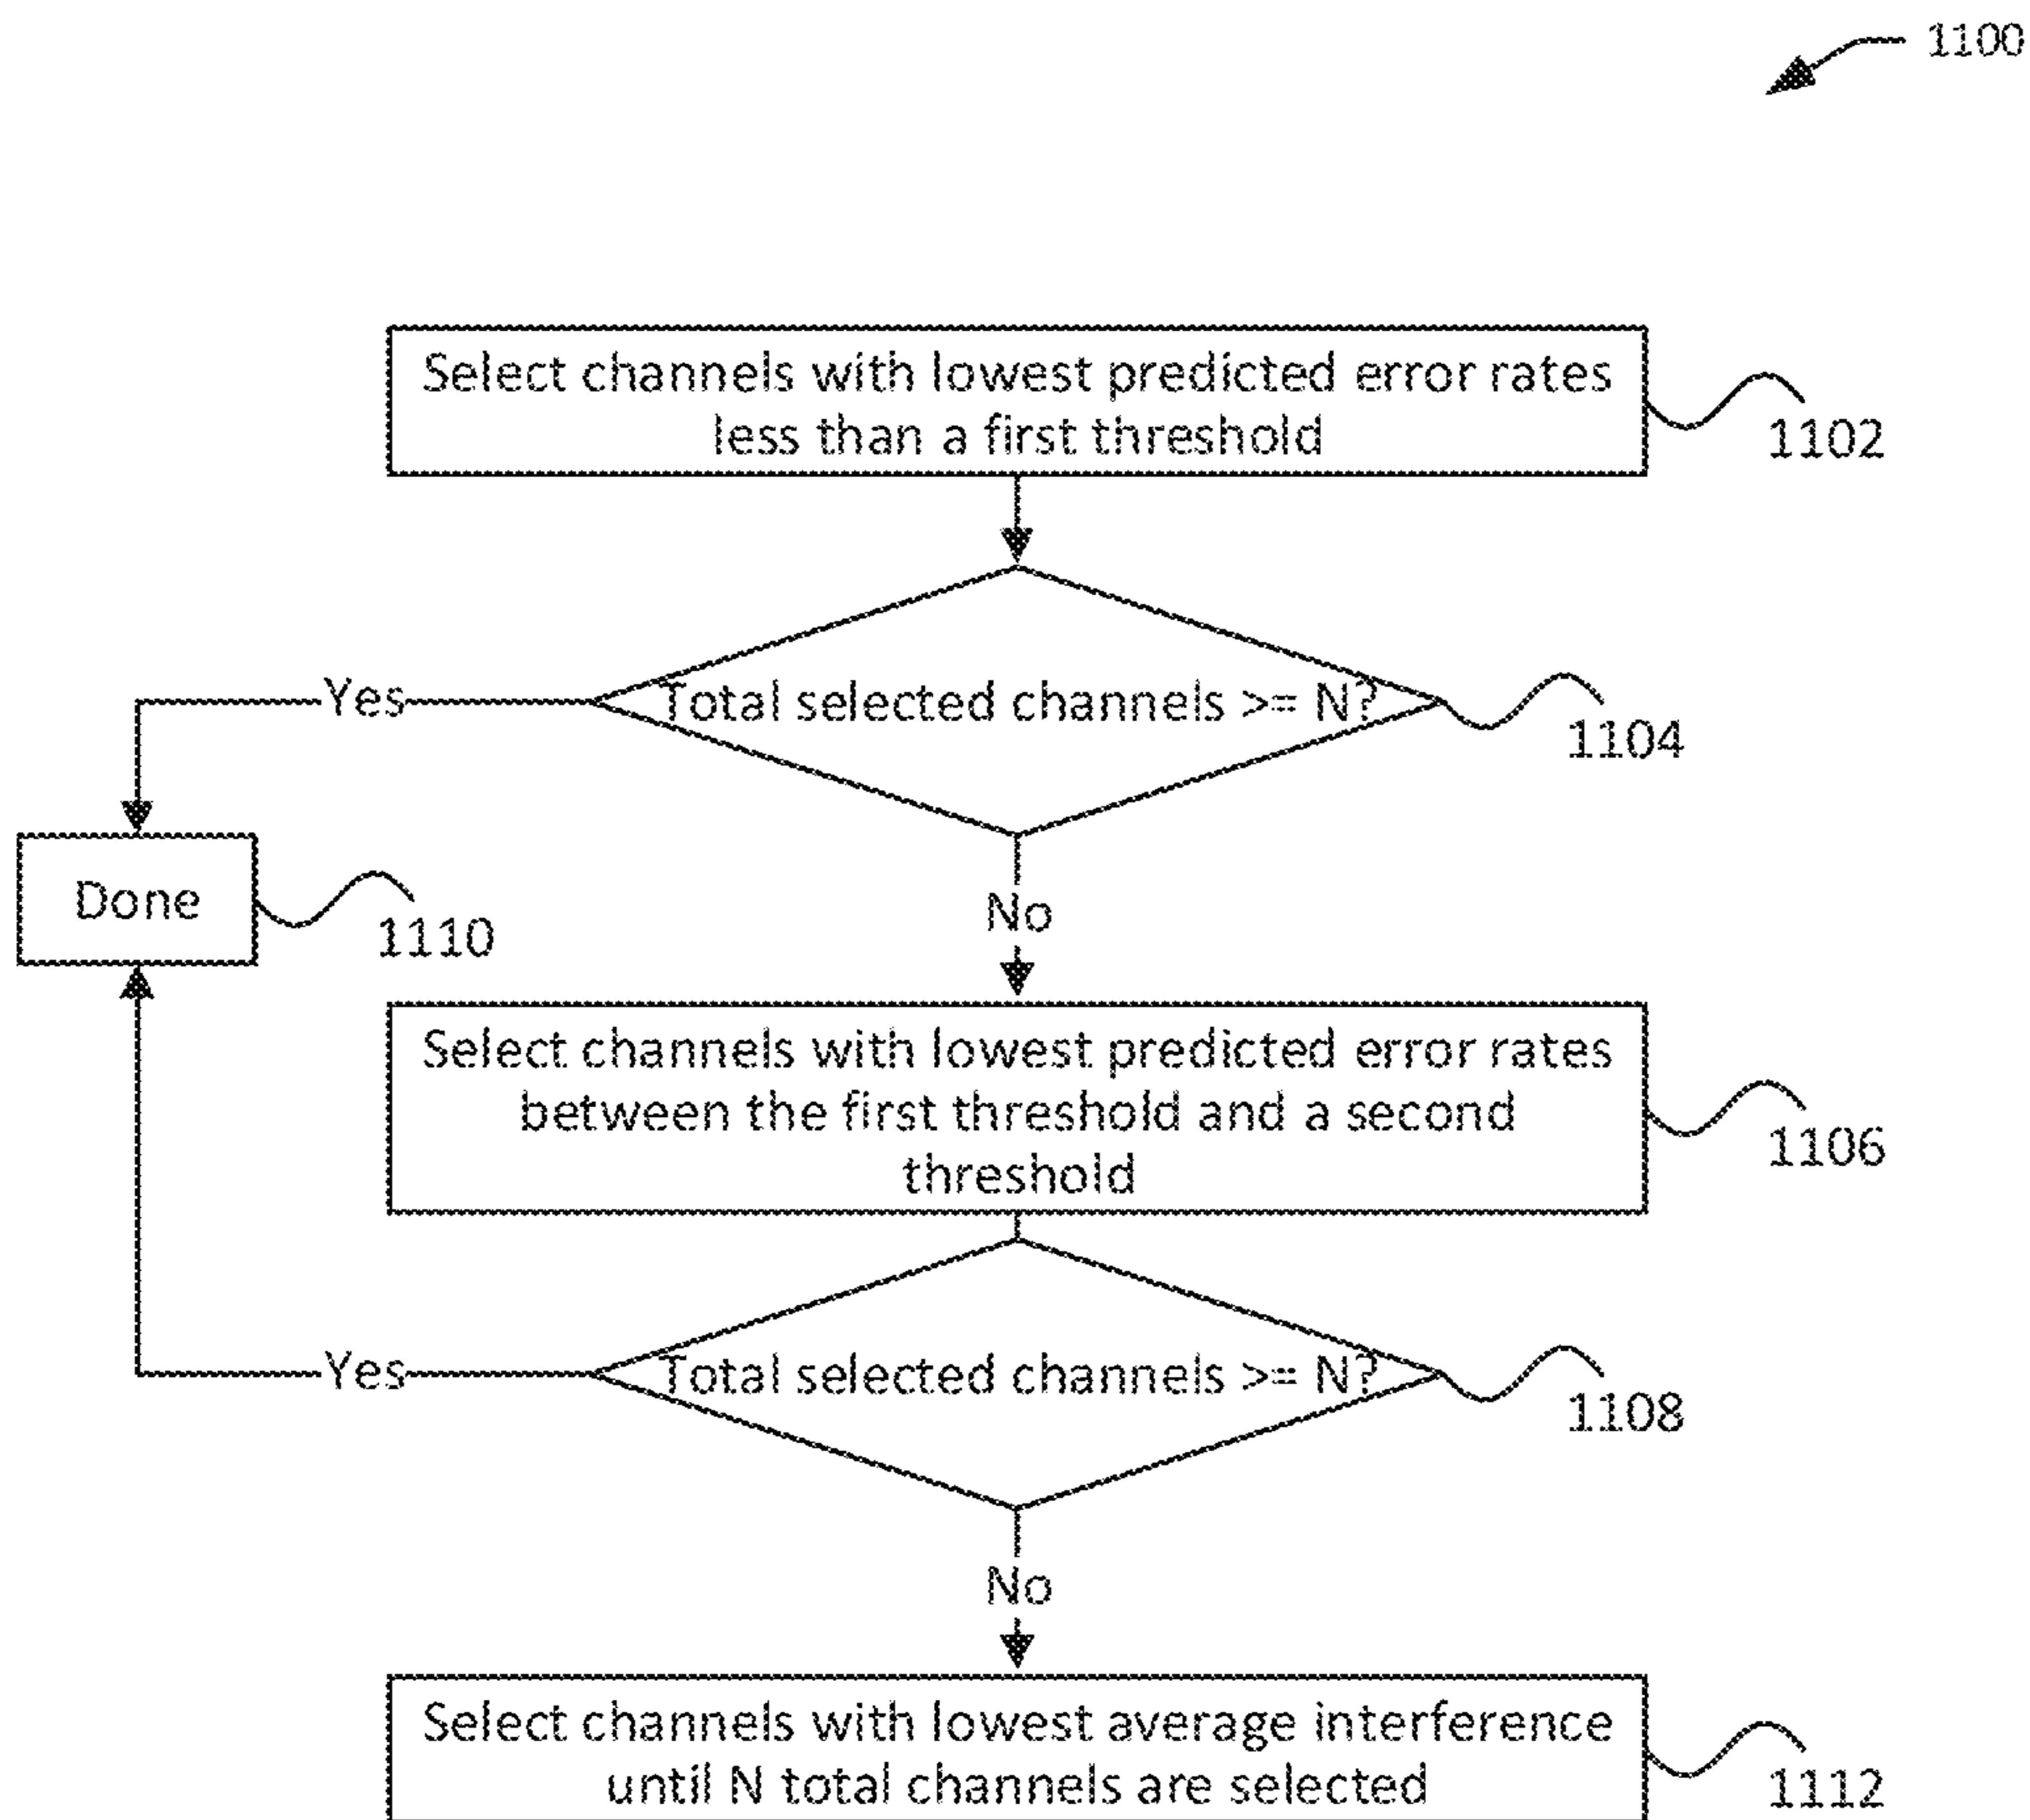 1100
Select channels with lowest predicted error rates
less than a first threshold
1102
Total selected channels >= N?
1104
Yes
Done
1110
No
Select channels with lowest predicted error rates
between the first threshold and a second
threshold
1106
Total selected channels >= N?
1108
Yes
No
Select channels with lowest average interference
until N total channels are selected
1112